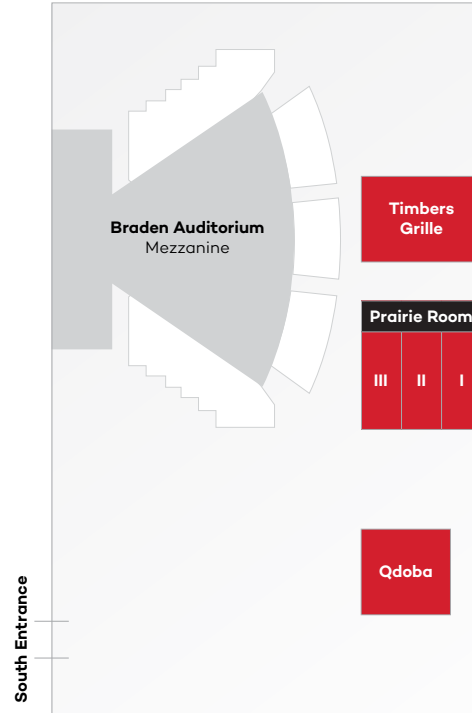 Braden Auditorium
Mezzanine
Timbers
Grille
Prairie Room
III II I
Qdoba
South Entrance